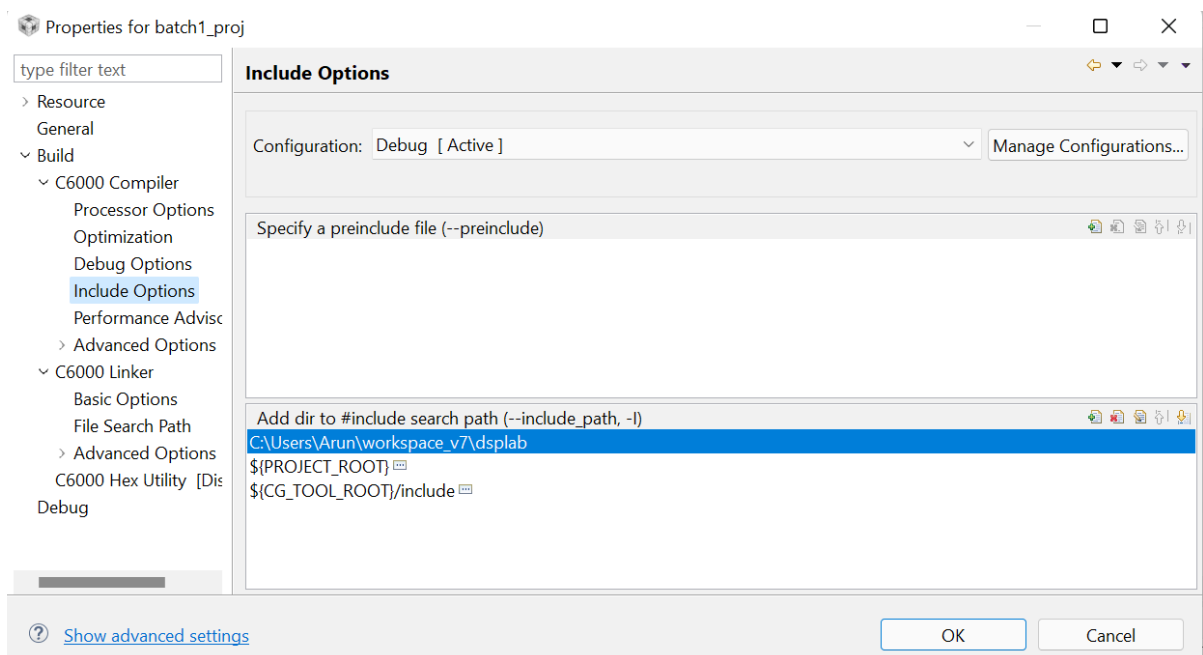 Properties for batch1_proj
type filter text
Resource
General
Build
C6000 Compiler
Processor Options
Optimization
Debug Options
Include Options
Performance Advisc
Advanced Options
C6000 Linker
Basic Options
File Search Path
Advanced Options
C6000 Hex Utility [Dis
Debug
Include Options
Configuration: Debug [ Active ]
Manage Configurations...
Specify a preinclude file (--preinclude)
Add dir to #include search path (--include_path, -I)
C:\Users\Arun\workspace_v7\dsplab
${PROJECT_ROOT}
${CG_TOOL_ROOT}/include
Show advanced settings
OK
Cancel